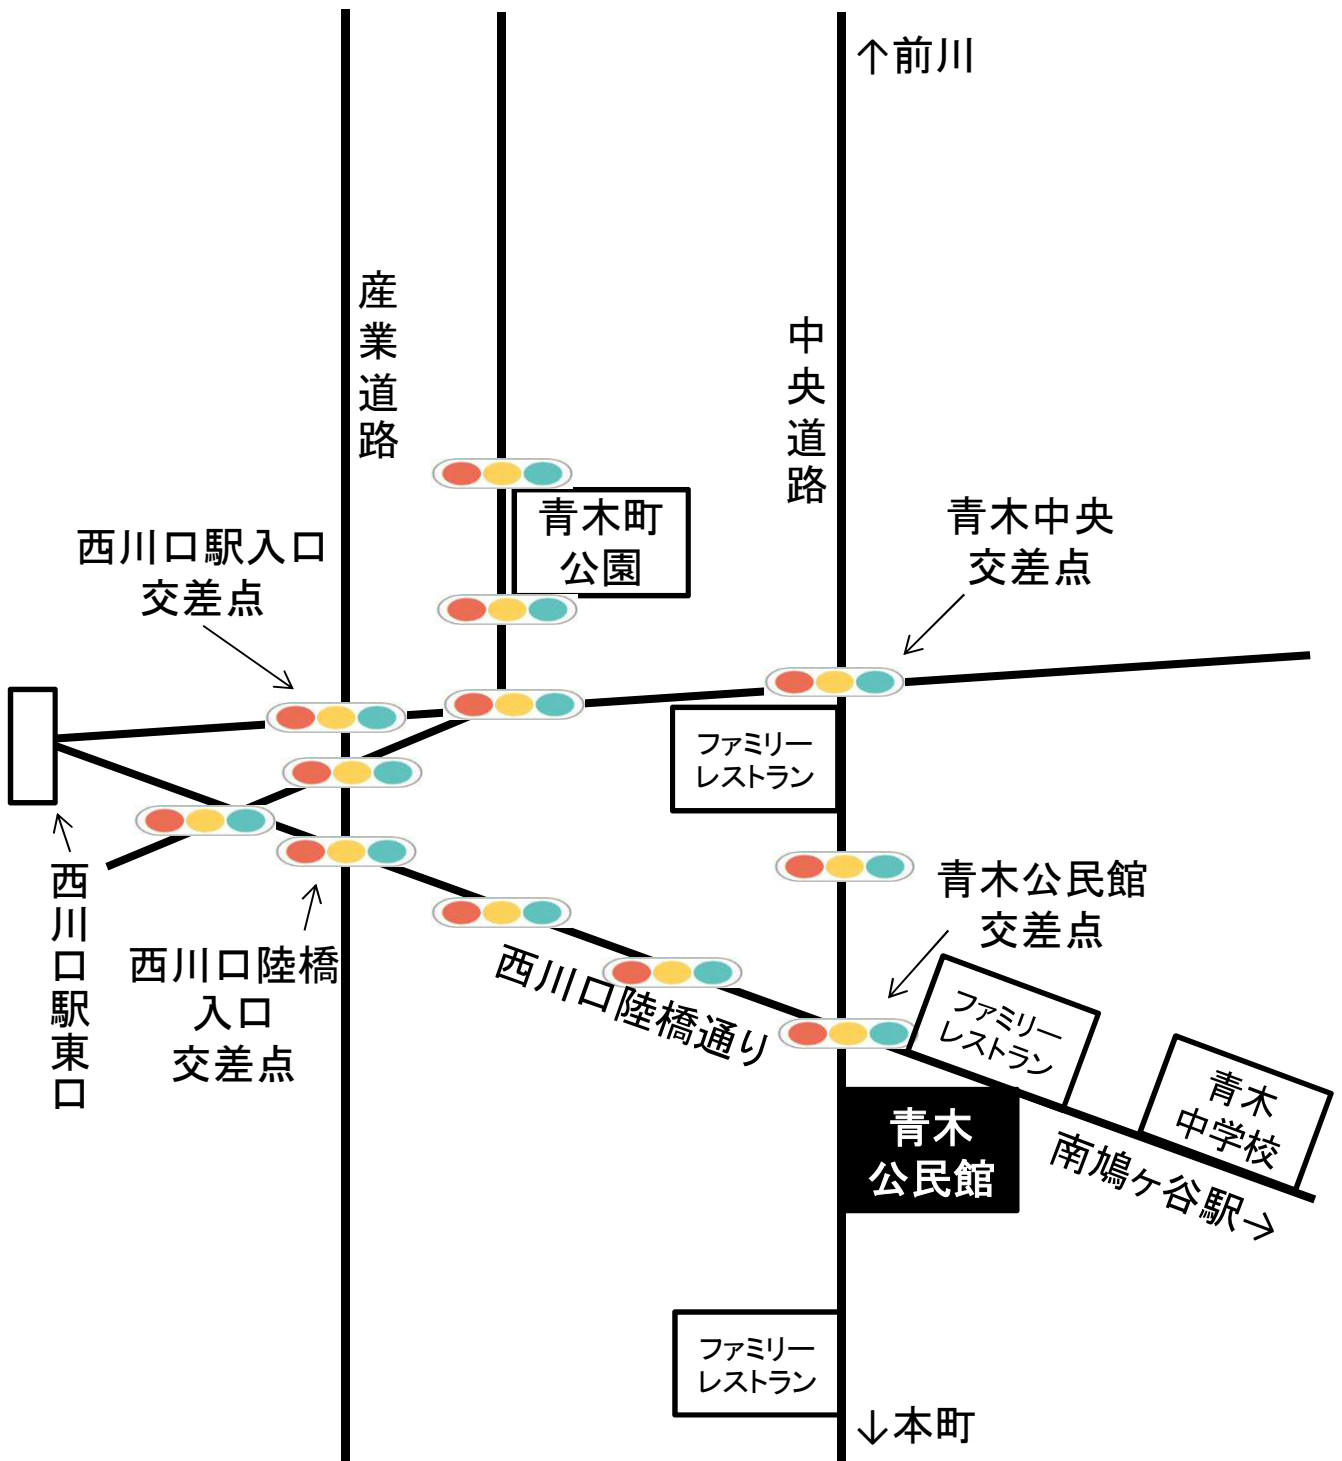 ↑前川
産業道路
中央道路
青木町
公園
青木中央
交差点
西川口駅入口
交差点
ファミリー
レストラン
西川口駅東口
西川口陸橋
入口
交差点
西川口陸橋通り
青木公民館
交差点
ファミリー
レストラン
青木
中学校
青木
公民館
南鳩ヶ谷駅→
ファミリー
レストラン
↓本町